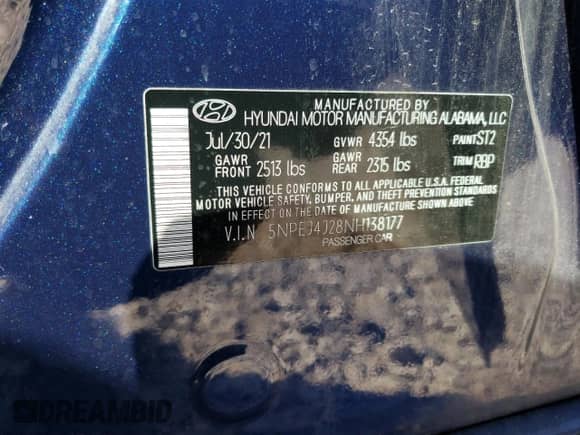 MANUFACTURED BY
HYUNDAI MOTOR MANUFACTURING ALABAMA, LLC
Jul/30/21 GVWR 4354 lbs PAINT ST2
GAWR FRONT 2513 lbs GAWR REAR 2315 lbs TRIM RBP
THIS VEHICLE CONFORMS TO ALL APPLICABLE U.S.A. FEDERAL
MOTOR VEHICLE SAFETY, BUMPER, AND THEFT PREVENTION STANDARDS
IN EFFECT ON THE DATE OF MANUFACTURE SHOWN ABOVE
V.I.N 5NPEJ4J28NH138177
PASSENGER CAR
DREAMBID